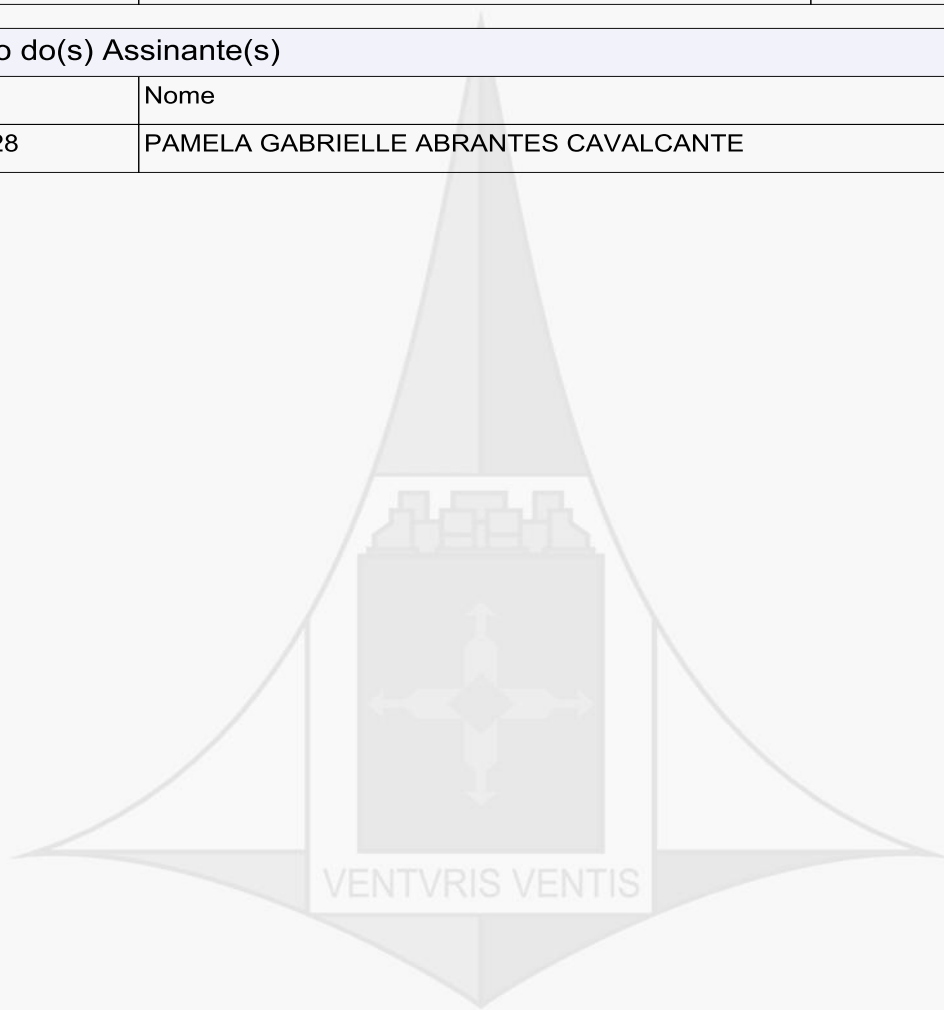 o do(s) Assinante(s)
Nome
28 PAMELA GABRIELLE ABRANTES CAVALCANTE
VENTVRIS VENTIS